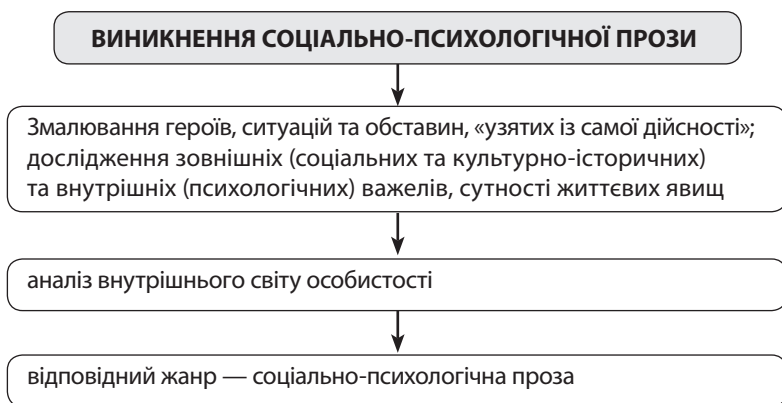 ВИНИКНЕННЯ СОЦІАЛЬНО-ПСИХОЛОГІЧНОЇ ПРОЗИ
Змалювання героїв, ситуацій та обставин, «узятих із самої дійсності»;
дослідження зовнішніх (соціальних та культурно-історичних)
та внутрішніх (психологічних) важелів, сутності життєвих явищ
аналіз внутрішнього світу особистості
відповідний жанр — соціально-психологічна проза